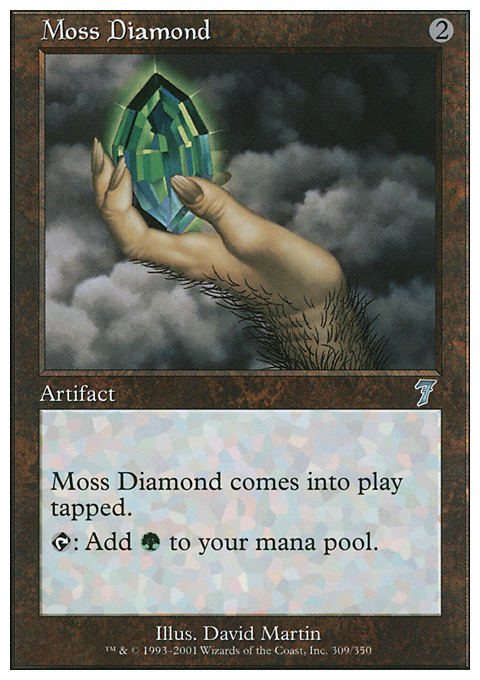 Moss Diamond 2
Artifact 7
Moss Diamond comes into play
tapped.
: Add to your mana pool.
Illus. David Martin
™ & © 1993-2001 Wizards of the Coast, Inc. 309/350